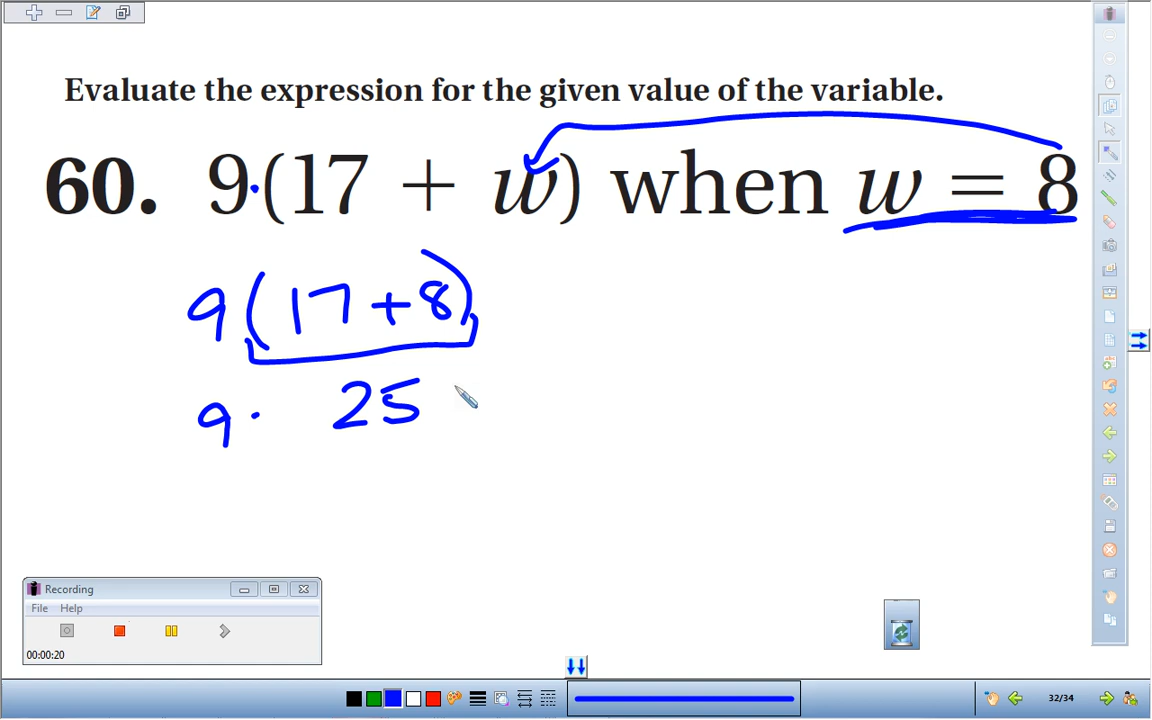 Evaluate the expression for the given value of the variable.
60. 9·(17 + w) when w = 8
9(17+8)
9· 25
Recording
File Help
00:00:20
32/34